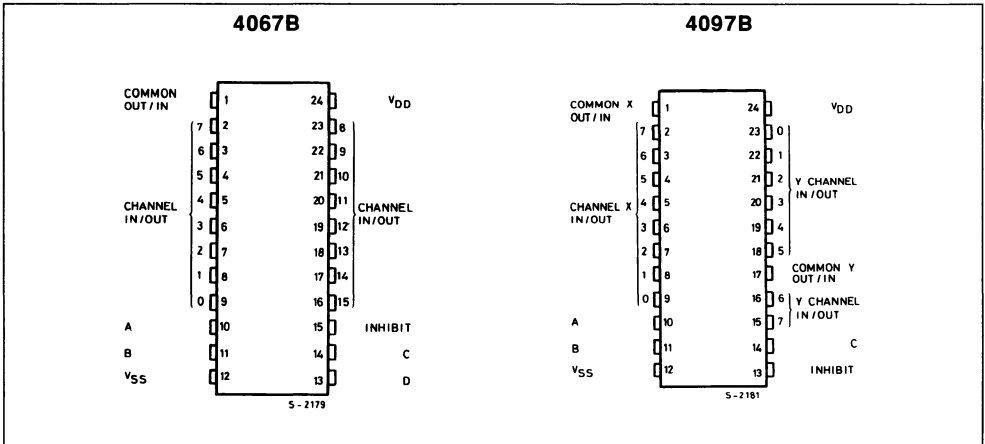 4067B
COMMON
OUT / IN
1 24 VDD
7 2 23 8
6 3 22 9
5 4 21 10
4 5 20 11
CHANNEL
IN/OUT
CHANNEL
IN/OUT
3 6 19 12
2 7 18 13
1 8 17 14
0 9 16 15
A 10 15 INHIBIT
B 11 14 C
VSS 12 13 D
S-2179
4097B
COMMON X
OUT / IN
1 24 VDD
7 2 23 0
6 3 22 1
5 4 21 2
Y CHANNEL
IN/OUT
CHANNEL X
IN/OUT
4 5 20 3
3 6 19 4
2 7 18 5
1 8 17 COMMON Y
OUT / IN
0 9 16 6
Y CHANNEL
IN/OUT
A 10 15 7
B 11 14 C
VSS 12 13 INHIBIT
S-2181